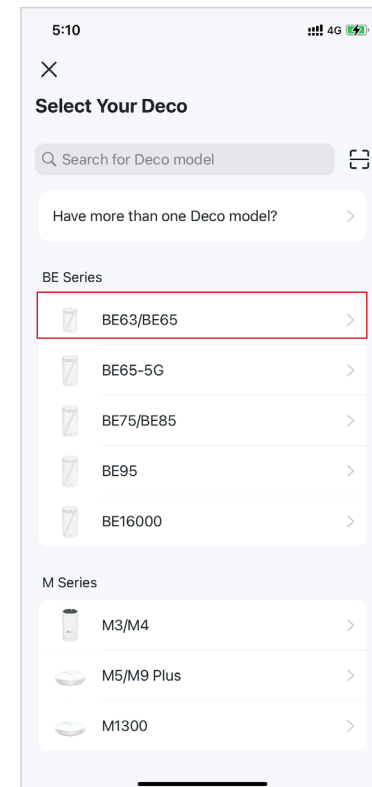 5:10
4G
Select Your Deco
Search for Deco model
Have more than one Deco model?
BE Series
BE63/BE65
BE65-5G
BE75/BE85
BE95
BE16000
M Series
M3/M4
M5/M9 Plus
M1300